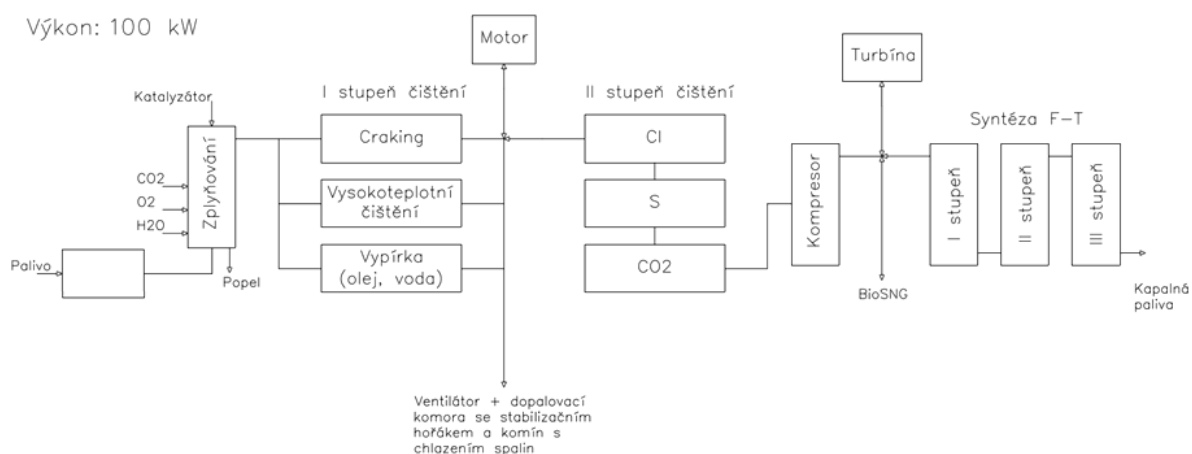 Výkon: 100 kW
Motor
Turbína
Katalyzátor
I stupeň čištění
II stupeň čištění
Syntéza F-T
Zplyňování
Craking
Cl
Kompresor
I stupeň
II stupeň
III stupeň
CO2
O2
H2O
Vysokoteplotní
čištění
S
Palivo
Popel
Vypírka
(olej, voda)
CO2
BioSNG
Kapalná
paliva
Ventilátor + dopalovací
komora se stabilizačním
hořákem a komín s
chlazením spalin